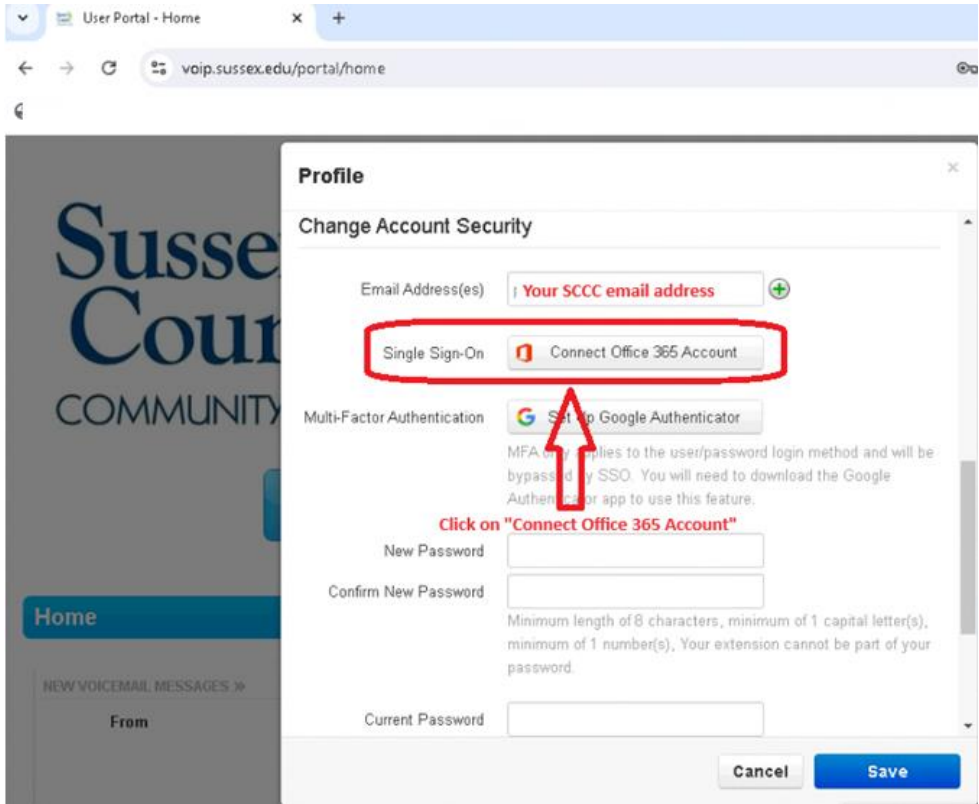 User Portal - Home
voip.sussex.edu/portal/home
Profile
Susse
Coun
COMMUNITY
Change Account Security
Email Address(es)
Your SCCC email address
Single Sign-On
Connect Office 365 Account
Multi-Factor Authentication
Set Up Google Authenticator
MFA only applies to the user/password login method and will be
bypassed by SSO. You will need to download the Google
Authenticator app to use this feature.
Click on "Connect Office 365 Account"
New Password
Confirm New Password
Minimum length of 8 characters, minimum of 1 capital letter(s),
minimum of 1 number(s), Your extension cannot be part of your
password.
Home
NEW VOICEMAIL MESSAGES »
From
Current Password
Cancel
Save